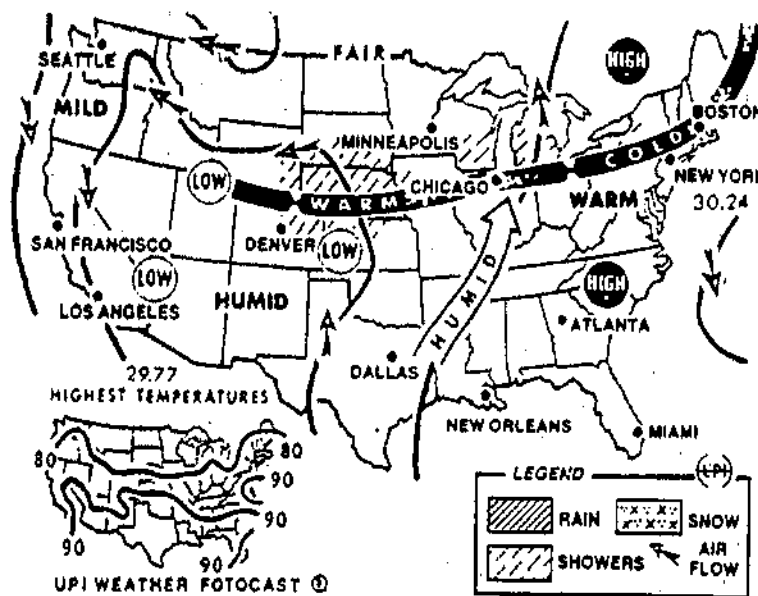 SEATTLE
FAIR
HIGH
MILD
BOSTON
MINNEAPOLIS
COLD
LOW
CHICAGO
NEW YORK
WARM
WARM
30.24
SAN FRANCISCO
DENVER
LOW
LOW
HIGH
HUMID
LOS ANGELES
HUMID
ATLANTA
DALLAS
29.77
HIGHEST TEMPERATURES
NEW ORLEANS
MIAMI
80
80
90
90
90
90
LEGEND
UPI
RAIN
SNOW
SHOWERS
AIR
FLOW
UPI WEATHER FOTOCAST ®